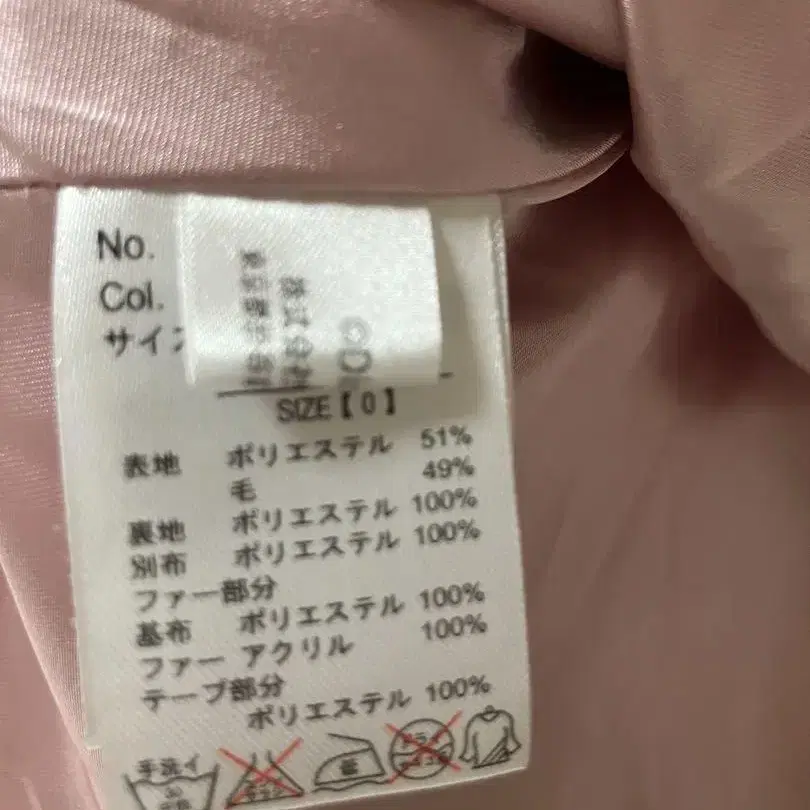 No.
Col.
サイズ
SIZE【0】
表地 ポリエステル 51%
毛 49%
裏地 ポリエステル 100%
別布 ポリエステル 100%
ファー部分
基布 ポリエステル 100%
ファー アクリル 100%
テープ部分
ポリエステル 100%
手洗イ